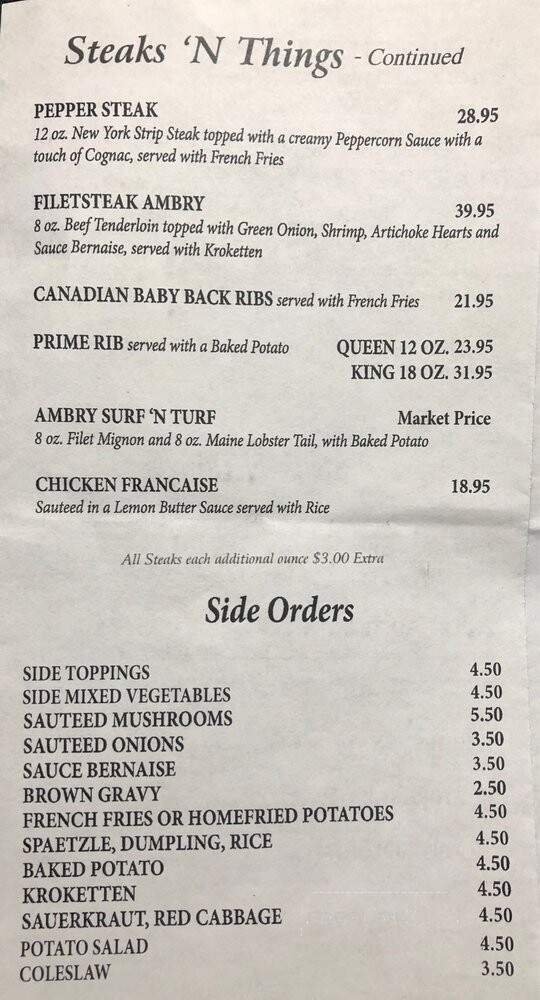 Steaks 'N Things - Continued
PEPPER STEAK 28.95
12 oz. New York Strip Steak topped with a creamy Peppercorn Sauce with a
touch of Cognac, served with French Fries
FILETSTEAK AMBRY 39.95
8 oz. Beef Tenderloin topped with Green Onion, Shrimp, Artichoke Hearts and
Sauce Bernaise, served with Kroketten
CANADIAN BABY BACK RIBS served with French Fries 21.95
PRIME RIB served with a Baked Potato QUEEN 12 OZ. 23.95
KING 18 OZ. 31.95
AMBRY SURF 'N TURF Market Price
8 oz. Filet Mignon and 8 oz. Maine Lobster Tail, with Baked Potato
CHICKEN FRANCAISE 18.95
Sauteed in a Lemon Butter Sauce served with Rice
All Steaks each additional ounce $3.00 Extra
Side Orders
SIDE TOPPINGS 4.50
SIDE MIXED VEGETABLES 4.50
SAUTEED MUSHROOMS 5.50
SAUTEED ONIONS 3.50
SAUCE BERNAISE 3.50
BROWN GRAVY 2.50
FRENCH FRIES OR HOMEFRIED POTATOES 4.50
SPAETZLE, DUMPLING, RICE 4.50
BAKED POTATO 4.50
KROKETTEN 4.50
SAUERKRAUT, RED CABBAGE 4.50
POTATO SALAD 4.50
COLESLAW 3.50